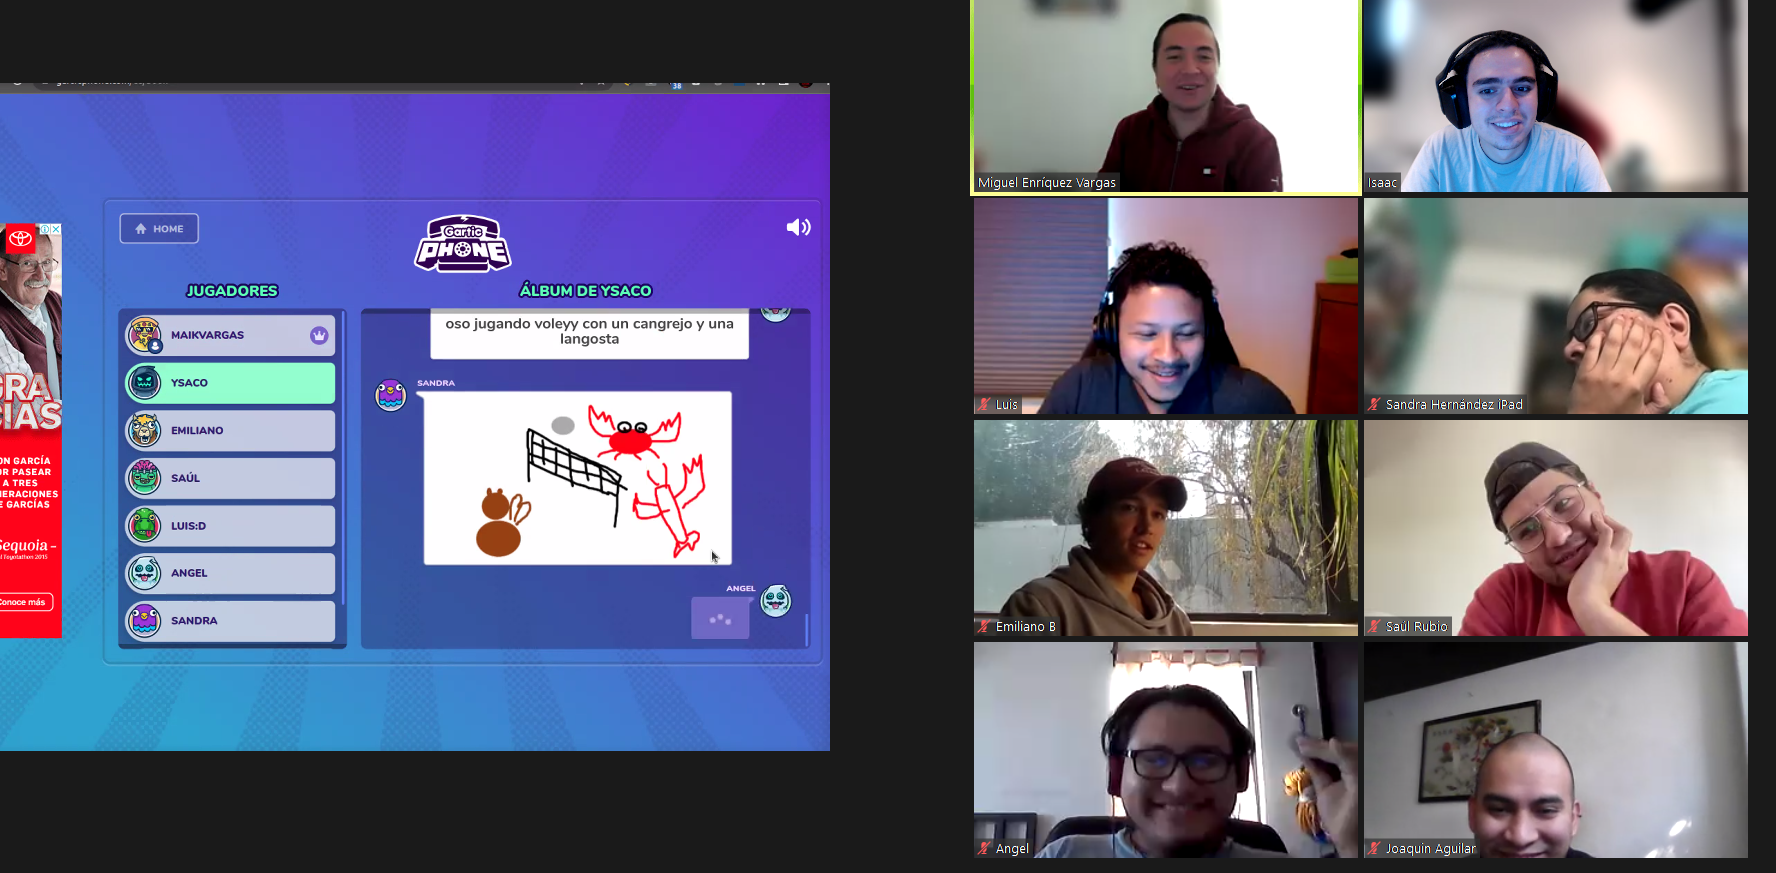 38
HOME
Gartic
PHONE
JUGADORES
ÁLBUM DE YSACO
MAIKVARGAS
YSACO
EMILIANO
SAÚL
LUIS:D
ANGEL
SANDRA
oso jugando voleyy con un cangrejo y una
langosta
SANDRA
ANGEL
GRA
CIAS
ON GARCÍA
OR PASEAR
A TRES
NERACIONES
E GARCÍAS
Sequoia
Conoce más
Miguel Enríquez Vargas
Isaac
Luis
Sandra Hernández iPad
Emiliano B
Saúl Rubio
Angel
Joaquin Aguilar